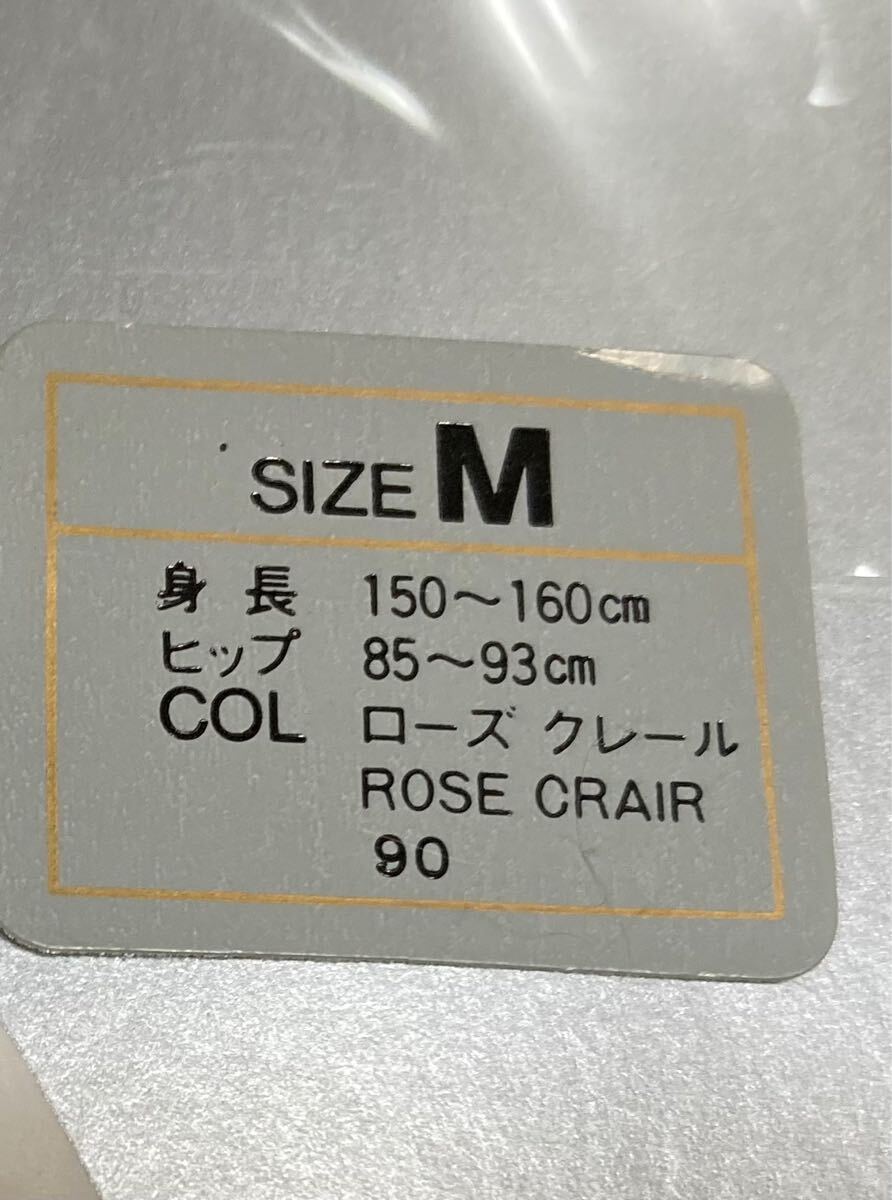 SIZE M
身長 150～160cm
ヒップ 85～93cm
COL ローズ クレール
ROSE CRAIR
90